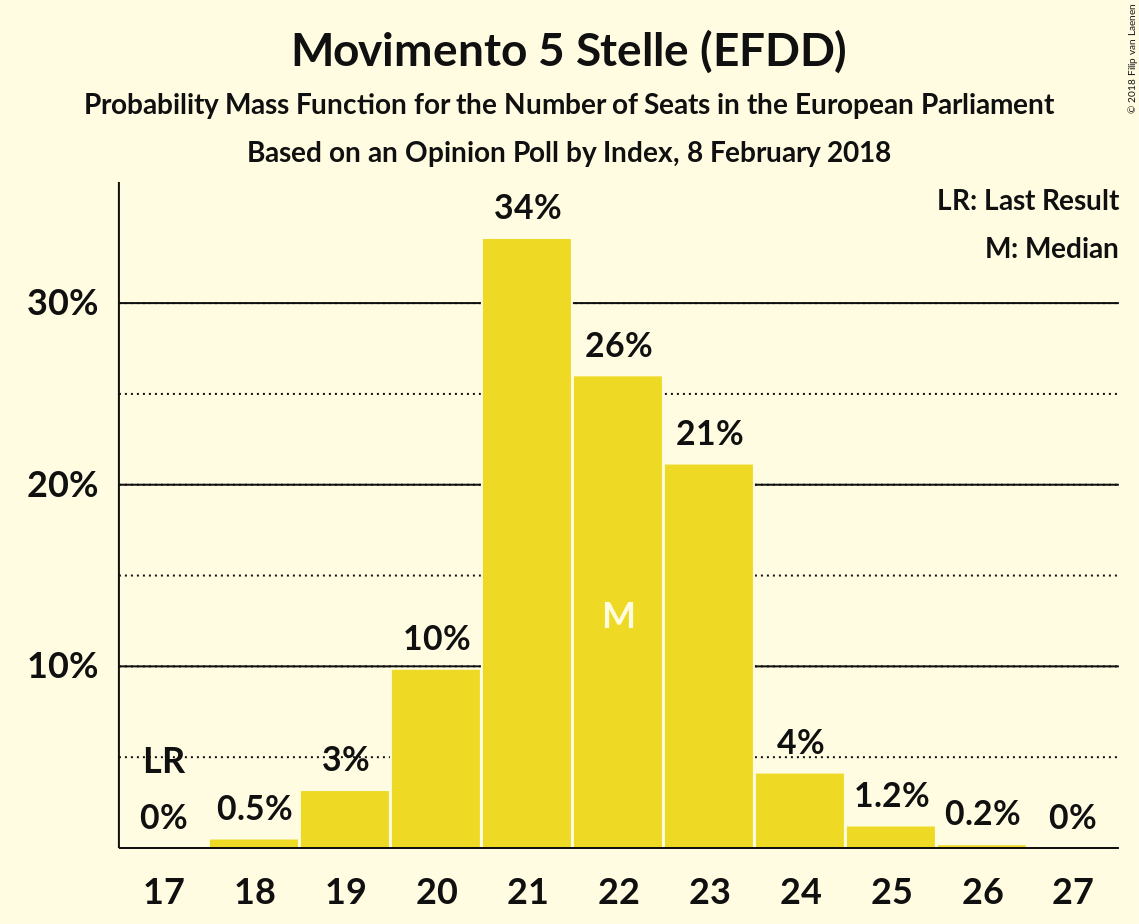 Movimento 5 Stelle (EFDD)
Probability Mass Function for the Number of Seats in the European Parliament
Based on an Opinion Poll by Index, 8 February 2018
© 2018 Filip van Laenen
LR: Last Result
M: Median
34%
30%
26%
21%
20%
M
10%
10%
LR
3%
4%
0%
0.5%
1.2%
0.2%
0%
17 18 19 20 21 22 23 24 25 26 27